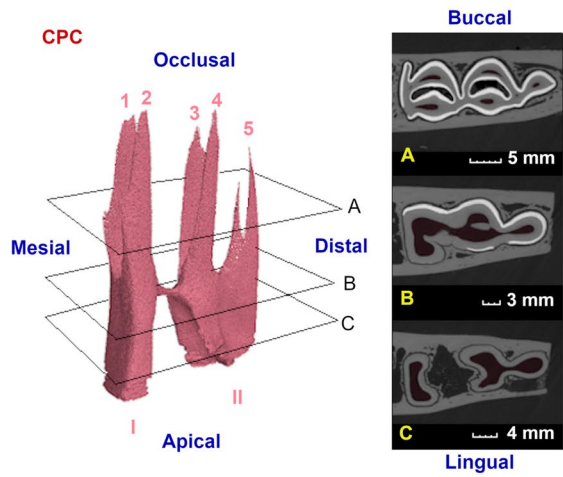 CPC
Occlusal
1 2 3 4 5
A
Mesial
Distal
B
C
I
II
Apical
Buccal
A
5 mm
B
3 mm
C
4 mm
Lingual